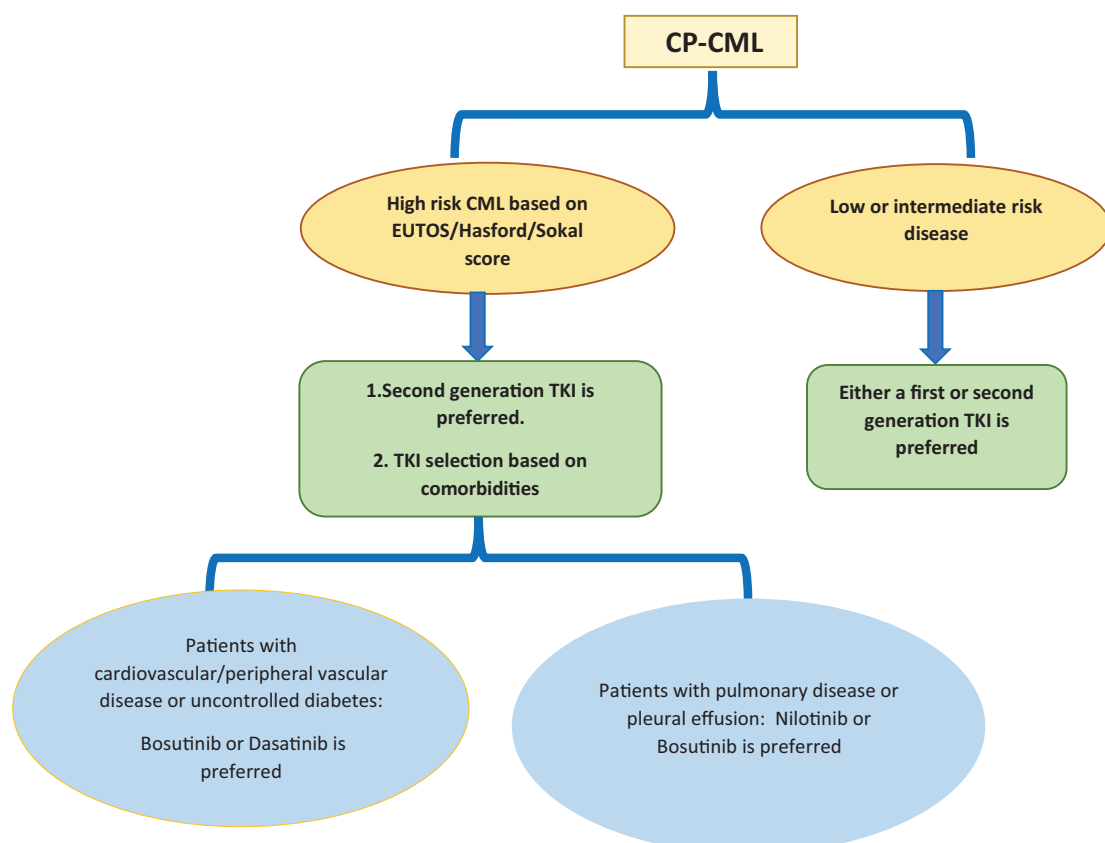 CP-CML
High risk CML based on
EUTOS/Hasford/Sokal
score
Low or intermediate risk
disease
1.Second generation TKI is
preferred.
2. TKI selection based on
comorbidities
Either a first or second
generation TKI is
preferred
Patients with
cardiovascular/peripheral vascular
disease or uncontrolled diabetes:
Bosutinib or Dasatinib is
preferred
Patients with pulmonary disease or
pleural effusion: Nilotinib or
Bosutinib is preferred